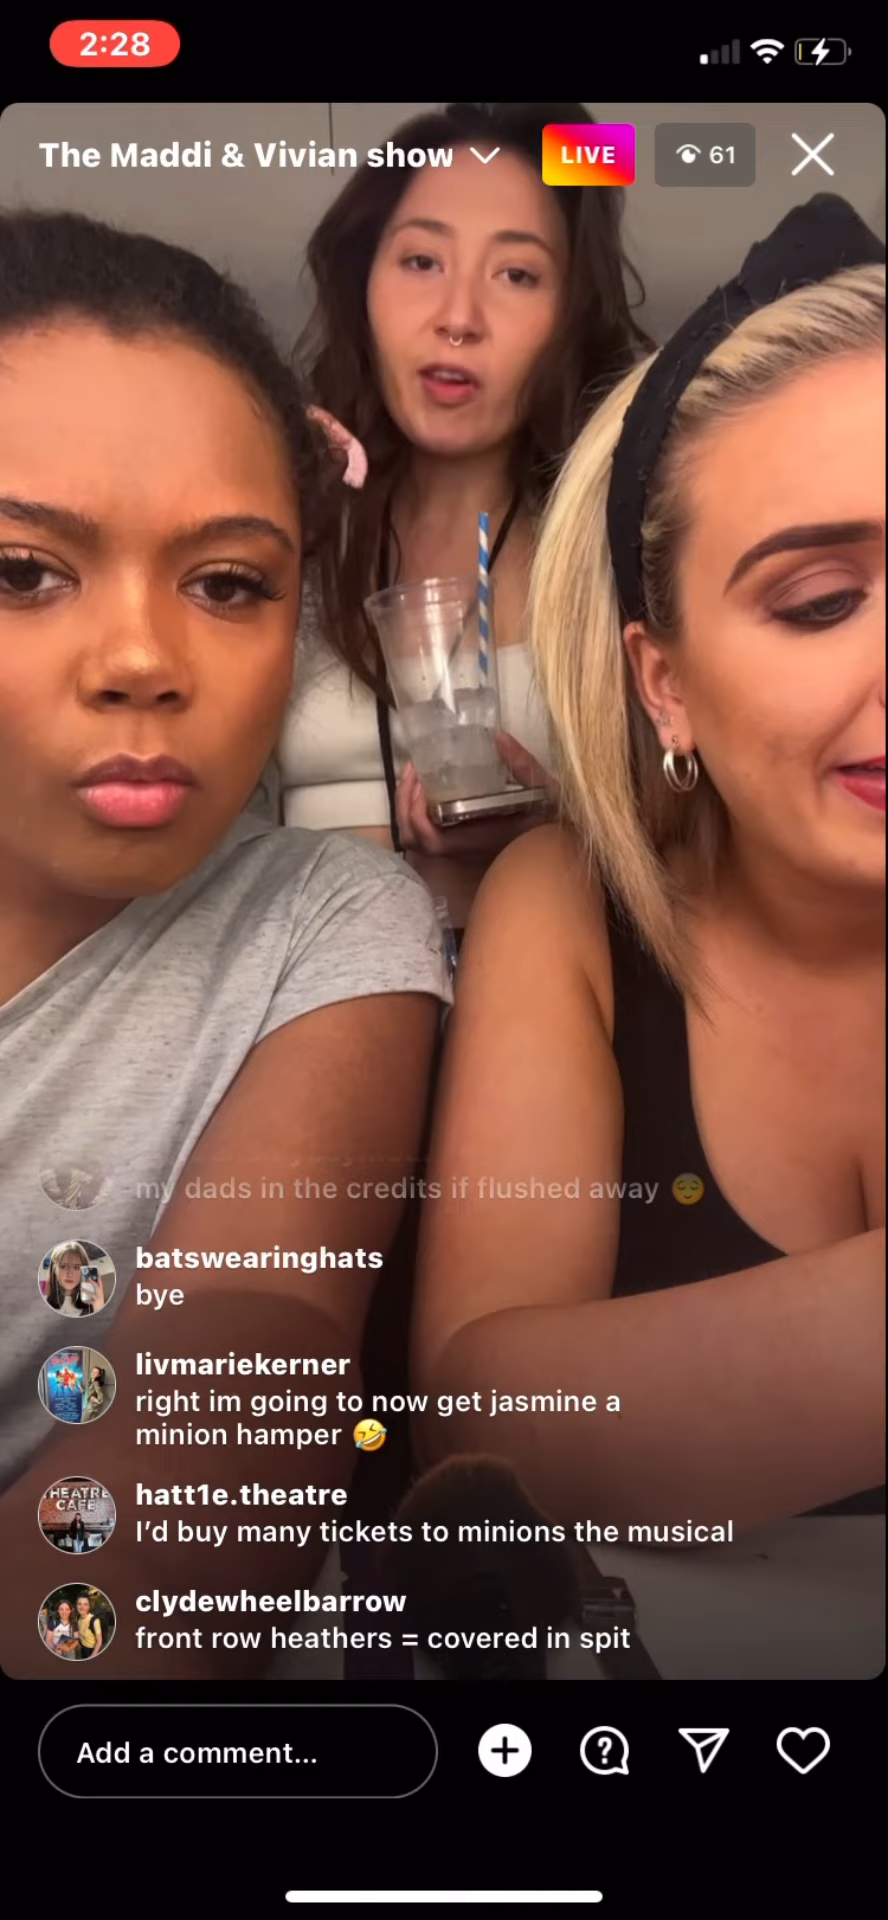 2:28
The Maddi & Vivian show
LIVE
61
my dads in the credits if flushed away 😌
batswearinghats
bye
livmariekerner
right im going to now get jasmine a
minion hamper 🤣
THEATRE
CAFE
hatt1e.theatre
I’d buy many tickets to minions the musical
clydewheelbarrow
front row heathers = covered in spit
Add a comment...